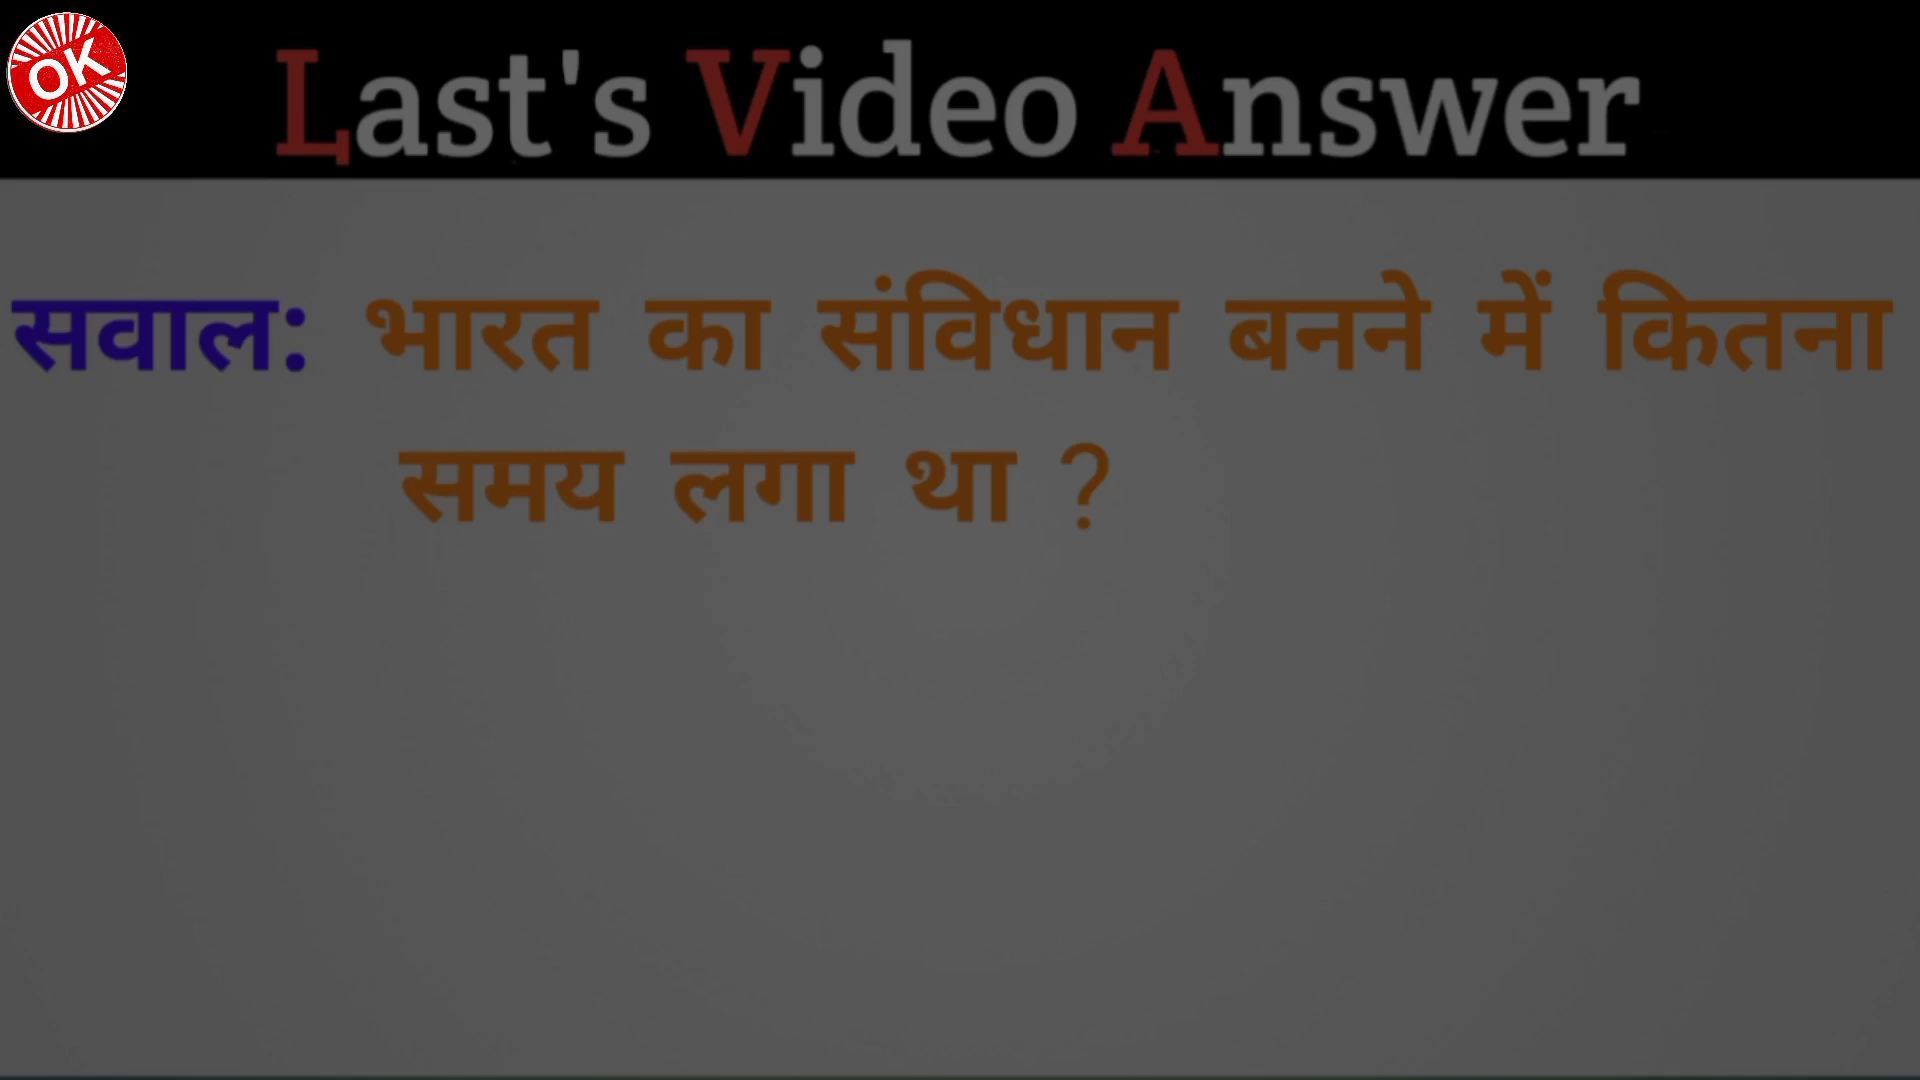 OK
Last's Video Answer
सवाल: भारत का संविधान बनने में कितना
समय लगा था ?